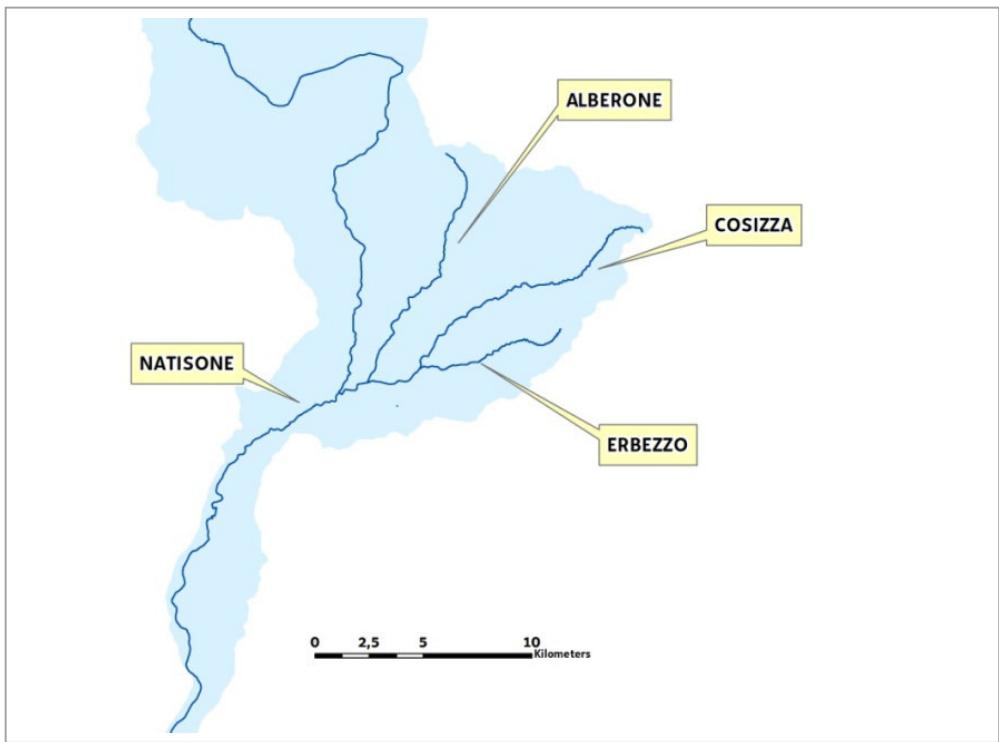 ALBERONE
COSIZZA
NATISONE
ERBEZZO
0 2,5 5 10
Kilometers